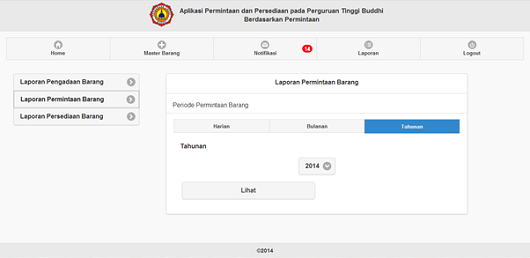 Aplikasi Permintaan dan Persediaan pada Perguruan Tinggi Buddhi
Berdasarkan Permintaan
Home
Master Barang
Notifikasi
14
Laporan
Logout
Laporan Pengadaan Barang
Laporan Permintaan Barang
Laporan Persediaan Barang
Laporan Permintaan Barang
Periode Permintaan Barang
Harian
Bulanan
Tahunan
Tahunan
2014
Lihat
©2014